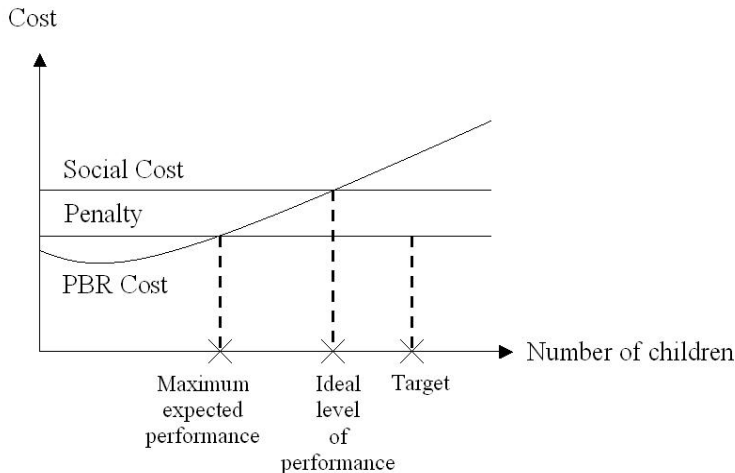 Cost
Social Cost
Penalty
PBR Cost
Number of children
Maximum
expected
performance
Ideal
level
of
performance
Target